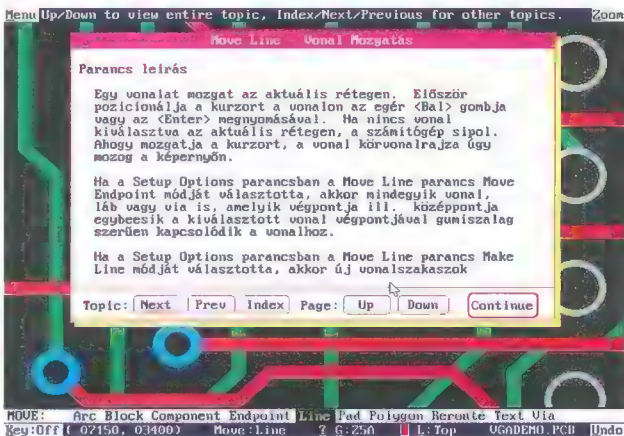 Menu Up/Down to view entire topic, Index/Next/Previous for other topics. Zoom
Move Line - Vonal Mozgatás
Parancs leirás
Egy vonalat mozgat az aktuális rétegen. Először
pozicionálja a kurzort a vonalon az egér <Bal> gombja
vagy az <Enter> megnyomásával. Ha nincs vonal
kiválasztva az aktuális rétegen, a számitógép sipol.
Ahogy mozgatja a kurzort, a vonal körvonalrajza úgy
mozog a képernyőn.
Ha a Setup Options parancsban a Move Line parancs Move
Endpoint módját választotta, akkor mindegyik vonal,
láb vagy via is, amelyik végpontja ill. középpontja
egybeesik a kiválasztott vonal végpontjával gumiszalag
szerüen kapcsolódik a vonalhoz.
Ha a Setup Options parancsban a Move Line parancs Make
Line módját választotta, akkor új vonalszakaszok
Topic: Next Prev Index Page: Up Down Continue
MOVE: Arc Block Component Endpoint Line Pad Polygon Reroute Text Via
Key:Off ( 07150, 03400) Move:Line G:25A L:Top VGADEMO.PCB Undo